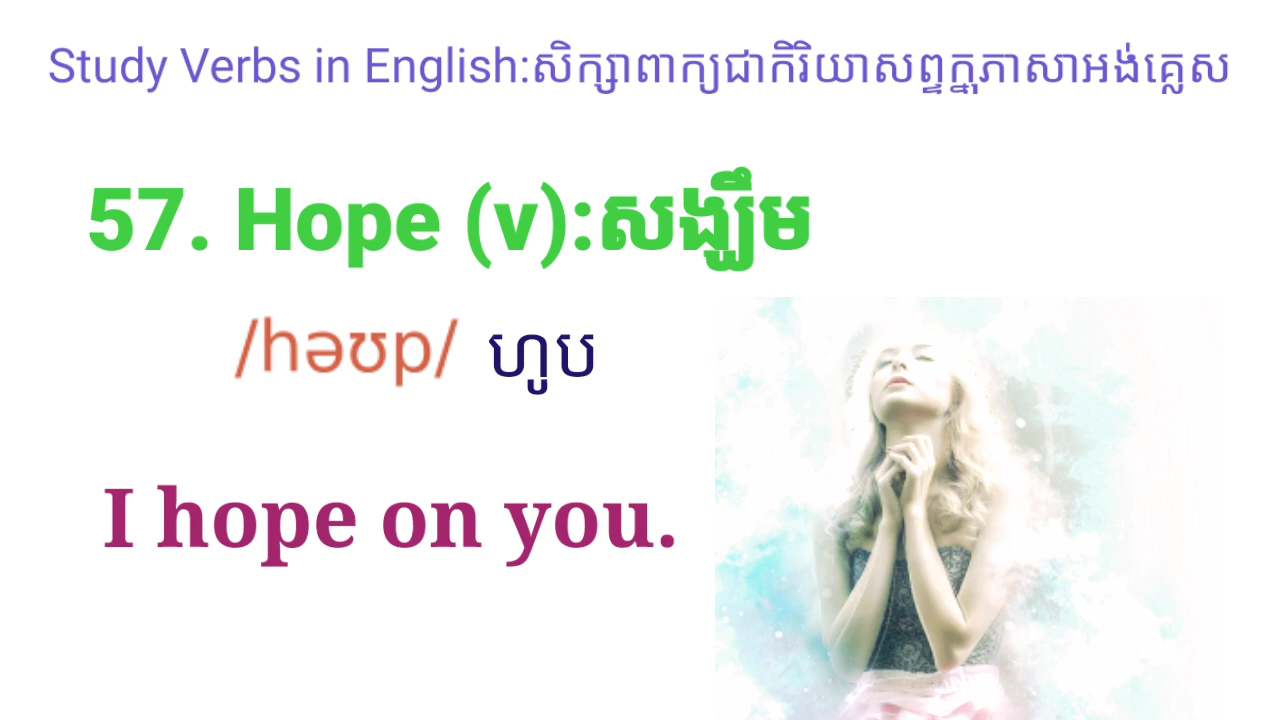 Study Verbs in English:សិក្សាពាក្យជាកិរិយាសព្ទក្នុភាសាអង់គ្លេស
57. Hope (v):សង្ឃឹម
/həʊp/ ហូប
I hope on you.